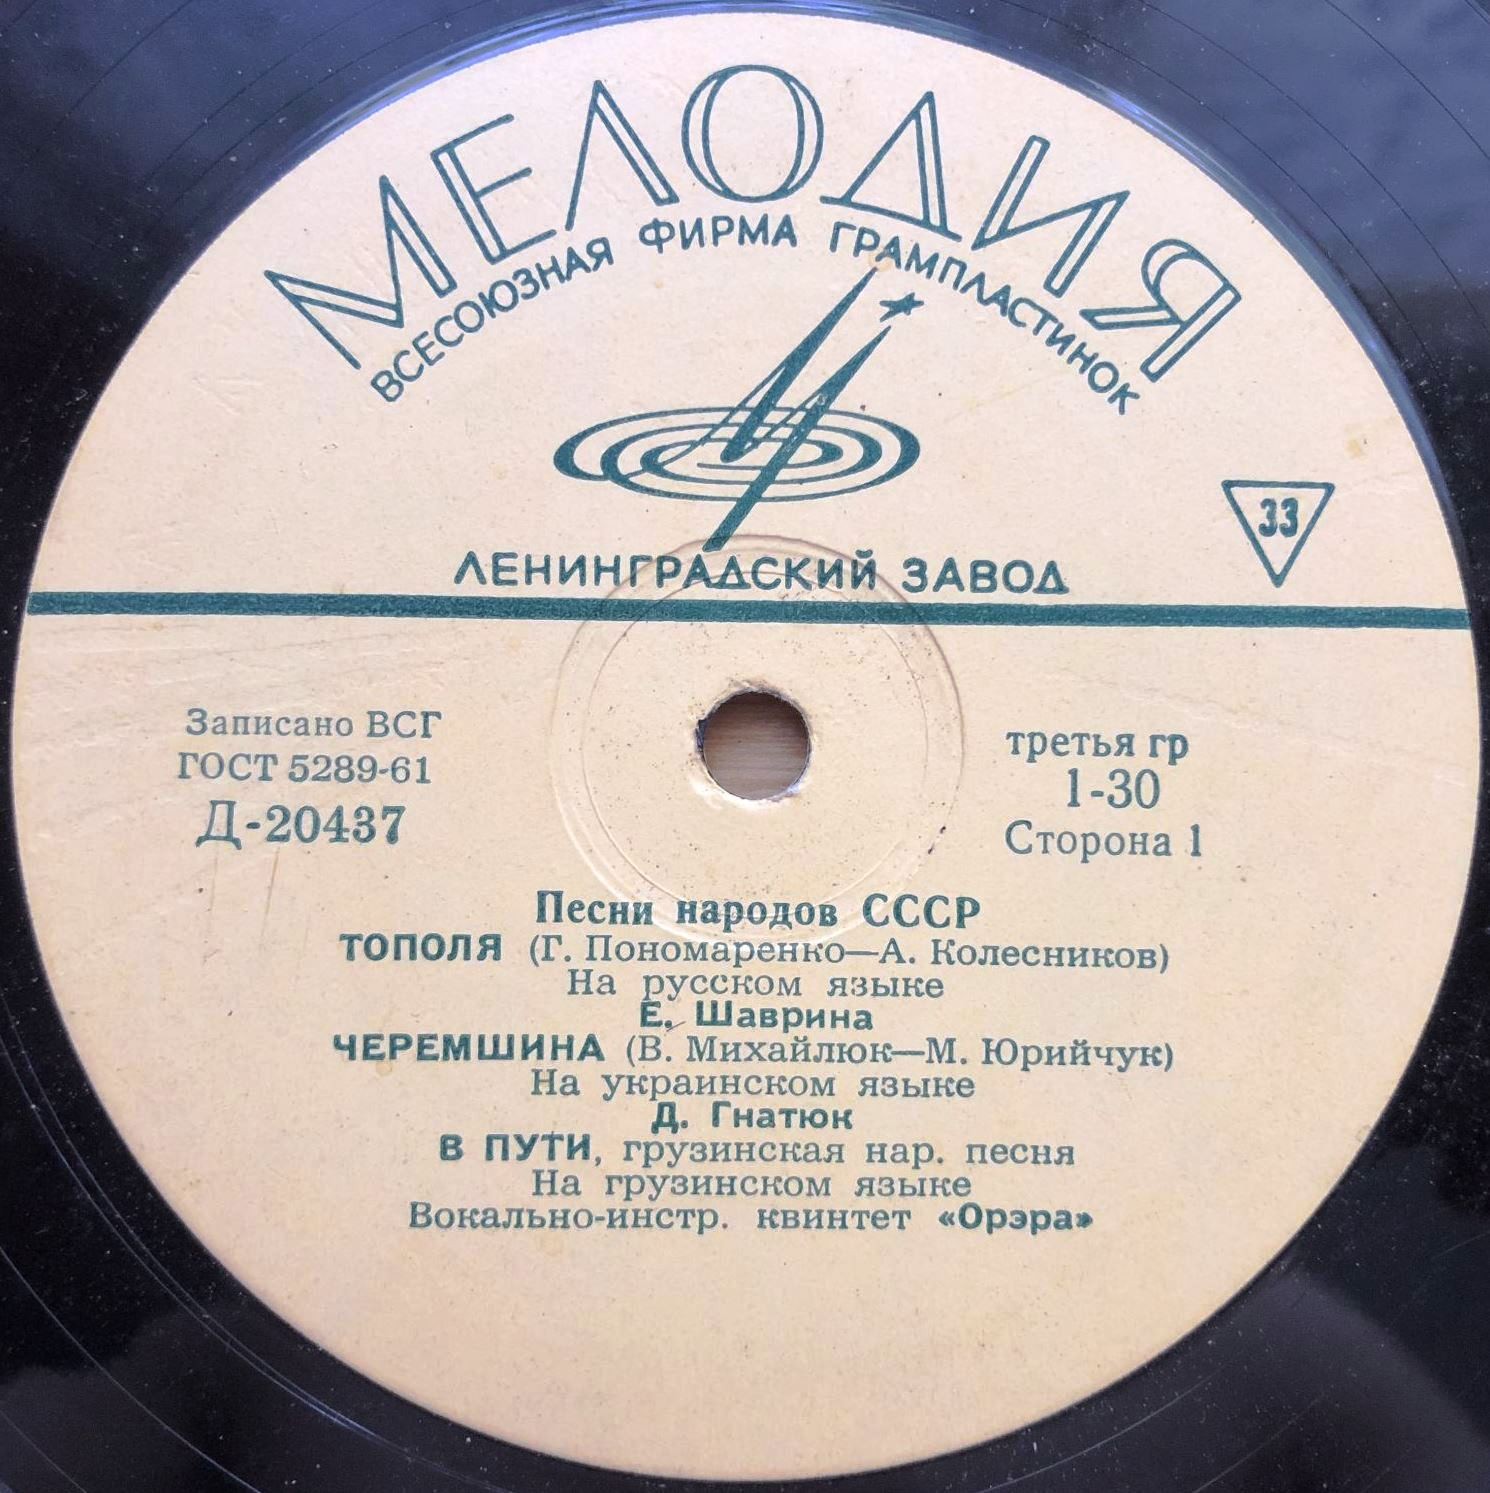 МЕЛОДИЯ
ВСЕСОЮЗНАЯ ФИРМА ГРАМПЛАСТИНОК
33
ЛЕНИНГРАДСКИЙ ЗАВОД
Записано ВСГ
ГОСТ 5289-61
Д-20437
третья гр
1-30
Сторона 1
Песни народов СССР
ТОПОЛЯ (Г. Пономаренко—А. Колесников)
На русском языке
Е. Шаврина
ЧЕРЕМШИНА (В. Михайлюк—М. Юрийчук)
На украинском языке
Д. Гнатюк
В ПУТИ, грузинская нар. песня
На грузинском языке
Вокально-инстр. квинтет «Орэра»